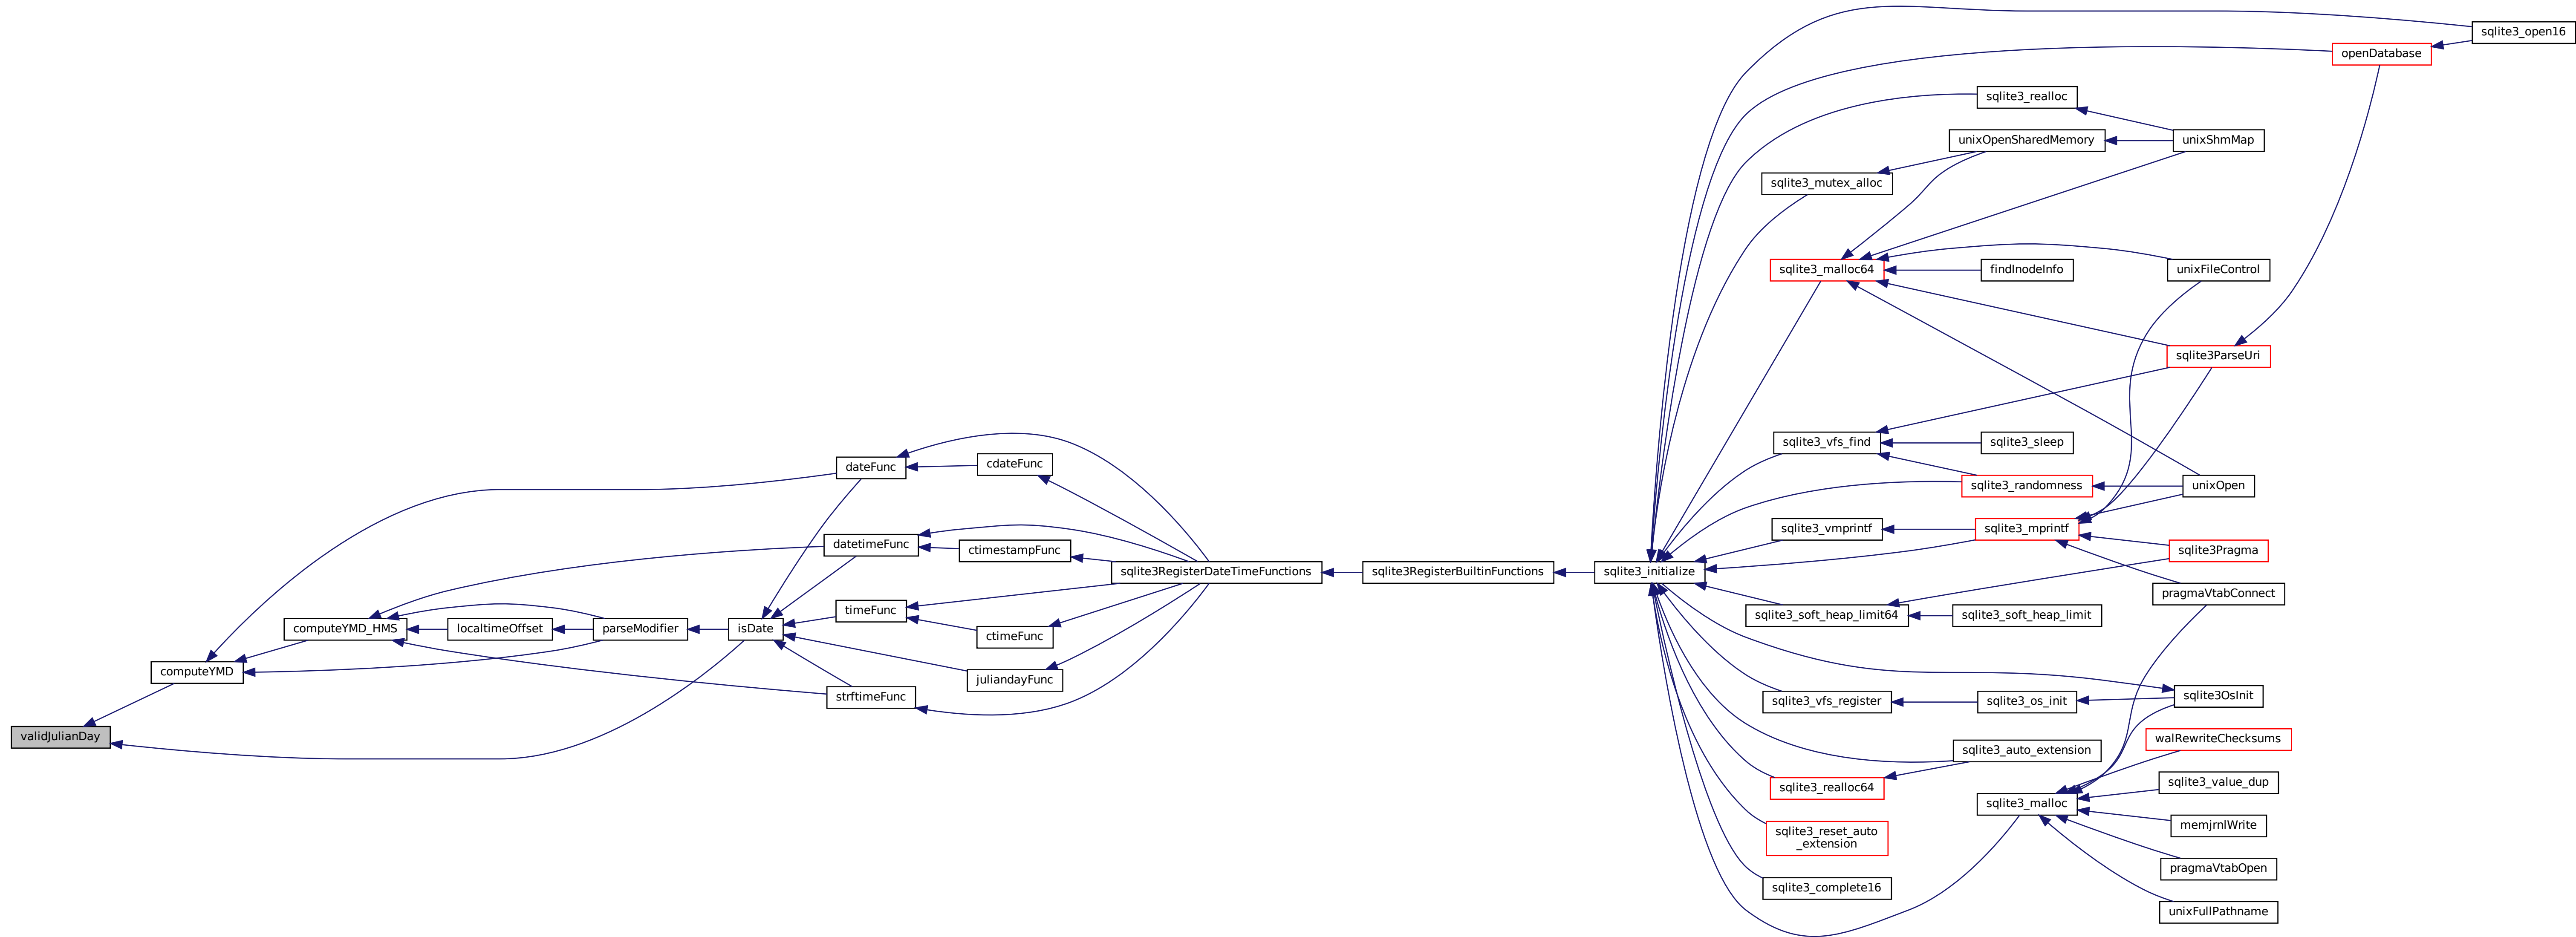 validJulianDay
computeYMD
computeYMD_HMS
localtimeOffset
parseModifier
isDate
dateFunc
datetimeFunc
timeFunc
strftimeFunc
cdateFunc
ctimestampFunc
ctimeFunc
juliandayFunc
sqlite3RegisterDateTimeFunctions
sqlite3RegisterBuiltinFunctions
sqlite3_initialize
sqlite3_mutex_alloc
sqlite3_malloc64
sqlite3_vfs_find
sqlite3_vmprintf
sqlite3_soft_heap_limit64
sqlite3_vfs_register
sqlite3_realloc64
sqlite3_reset_auto
_extension
sqlite3_complete16
sqlite3_realloc
unixOpenSharedMemory
findInodeInfo
sqlite3_sleep
sqlite3_randomness
sqlite3_mprintf
sqlite3_soft_heap_limit
sqlite3_os_init
sqlite3_auto_extension
sqlite3_malloc
unixShmMap
unixFileControl
sqlite3ParseUri
unixOpen
sqlite3Pragma
pragmaVtabConnect
sqlite3OsInit
walRewriteChecksums
sqlite3_value_dup
memjrnlWrite
pragmaVtabOpen
unixFullPathname
openDatabase
sqlite3_open16